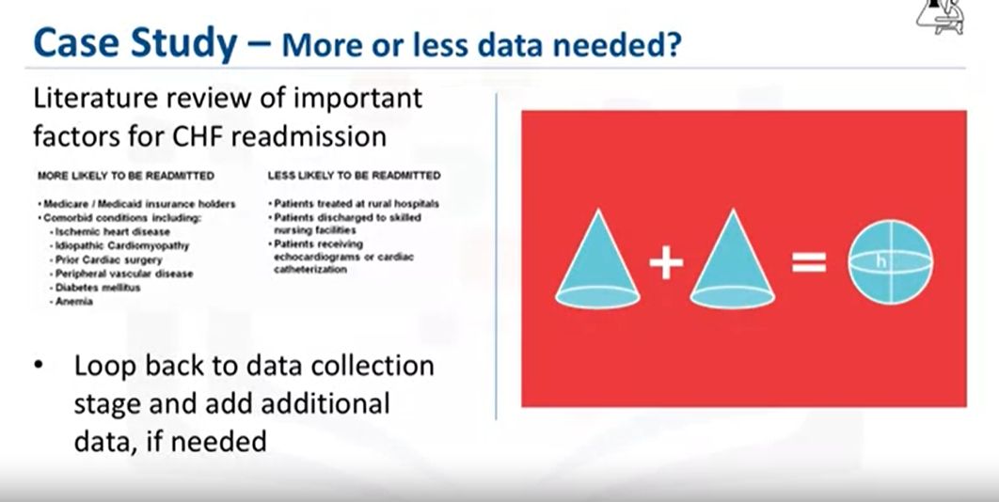 Case Study – More or less data needed?
Literature review of important
factors for CHF readmission
MORE LIKELY TO BE READMITTED
• Medicare / Medicaid insurance holders
• Comorbid conditions including:
- Ischemic heart disease
- Idiopathic Cardiomyopathy
- Prior Cardiac surgery
- Peripheral vascular disease
- Diabetes mellitus
- Anemia
LESS LIKELY TO BE READMITTED
• Patients treated at rural hospitals
• Patients discharged to skilled
nursing facilities
• Patients receiving
echocardiograms or cardiac
catheterization
• Loop back to data collection
stage and add additional
data, if needed
+ =
h